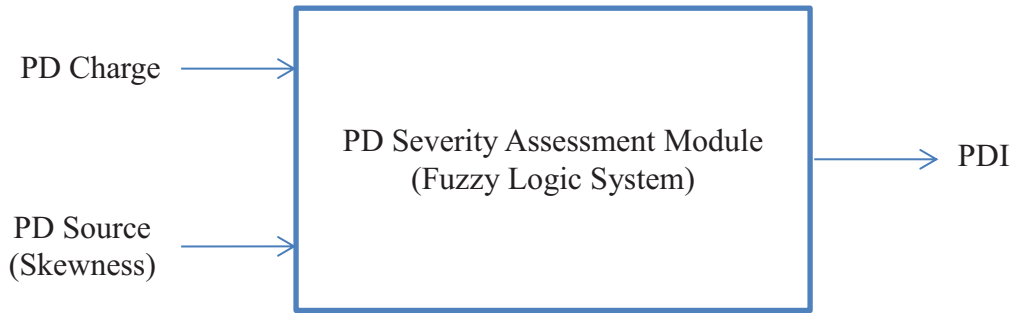 PD Charge
PD Severity Assessment Module
(Fuzzy Logic System)
PDI
PD Source
(Skewness)